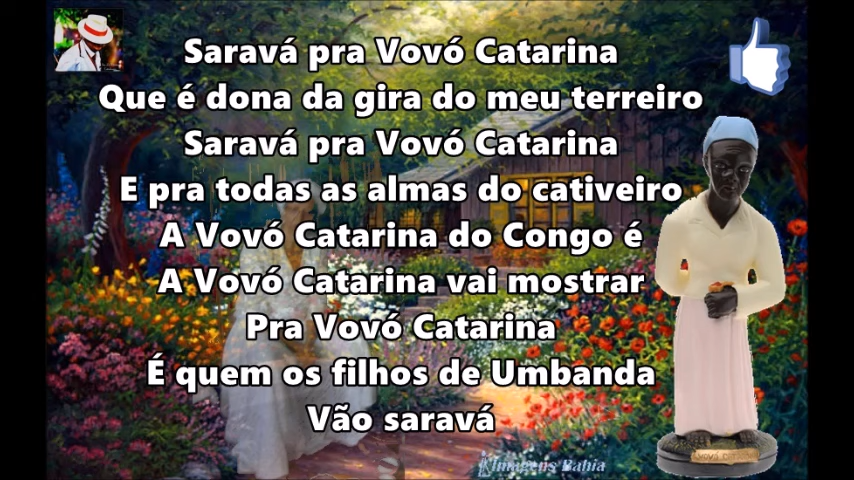 Saravá pra Vovó Catarina
Que é dona da gira do meu terreiro
Saravá pra Vovó Catarina
E pra todas as almas do cativeiro
A Vovó Catarina do Congo é
A Vovó Catarina vai mostrar
Pra Vovó Catarina
É quem os filhos de Umbanda
Vão saravá
Imagens Bahia